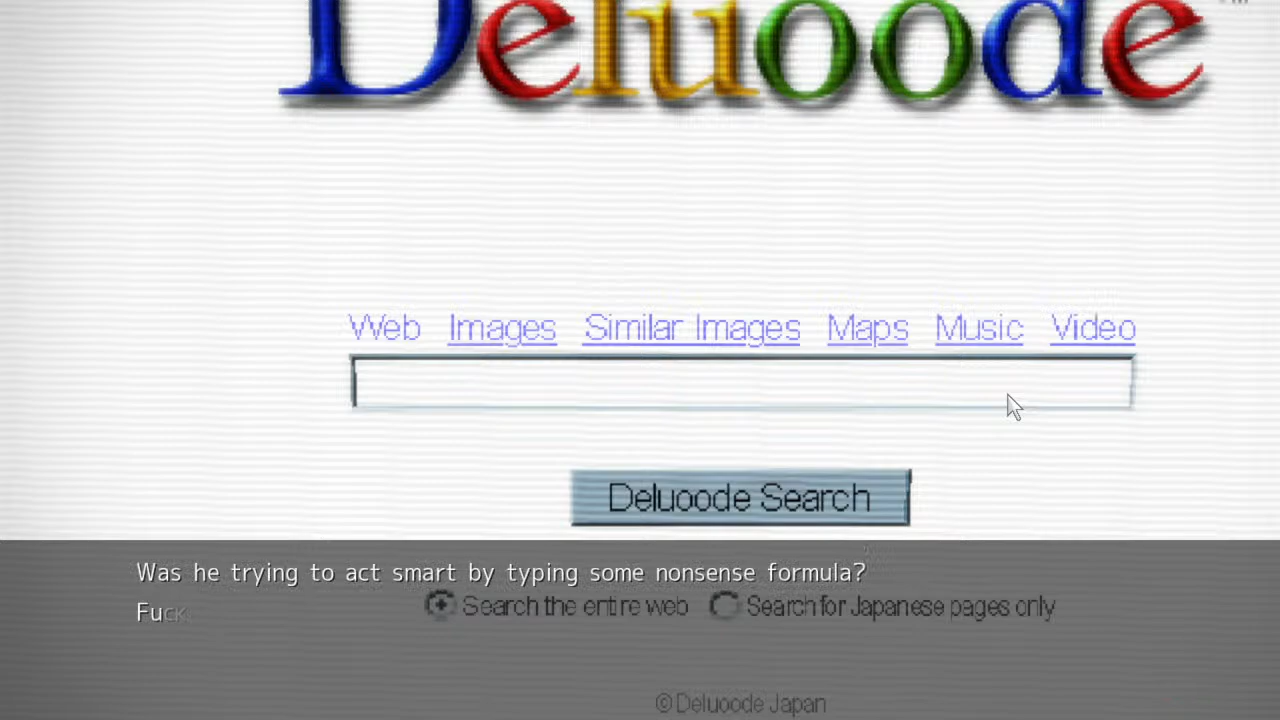 Deluoode
Web Images Similar Images Maps Music Video
Deluoode Search
Was he trying to act smart by typing some nonsense formula?
Fuck
Search the entire web Search for Japanese pages only
©Deluoode Japan